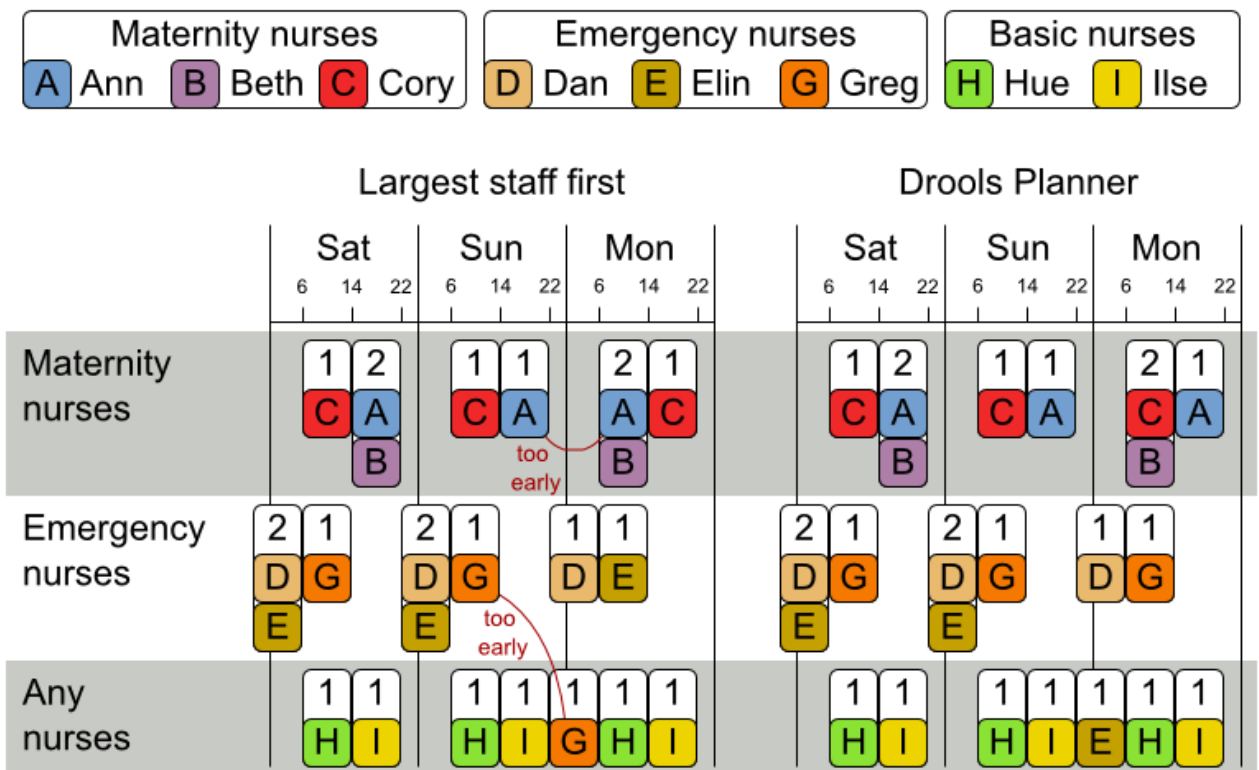 Maternity nurses Emergency nurses Basic nurses
A Ann B Beth C Cory D Dan E Elin G Greg H Hue I Ilse
Largest staff first Drools Planner
Sat Sun Mon Sat Sun Mon
6 14 22 6 14 22 6 14 22 6 14 22 6 14 22 6 14 22
Maternity 1 2 1 1 2 1 1 2 1 1 2 1
nurses C A C A A C C A C A C A
B too B B B
early
Emergency 2 1 2 1 1 1 2 1 2 1 1 1
nurses D G D G D E D G D G D G
E E too E E
early
Any 1 1 1 1 1 1 1 1 1 1 1 1 1 1
nurses H I H I G H I H I H I E H I